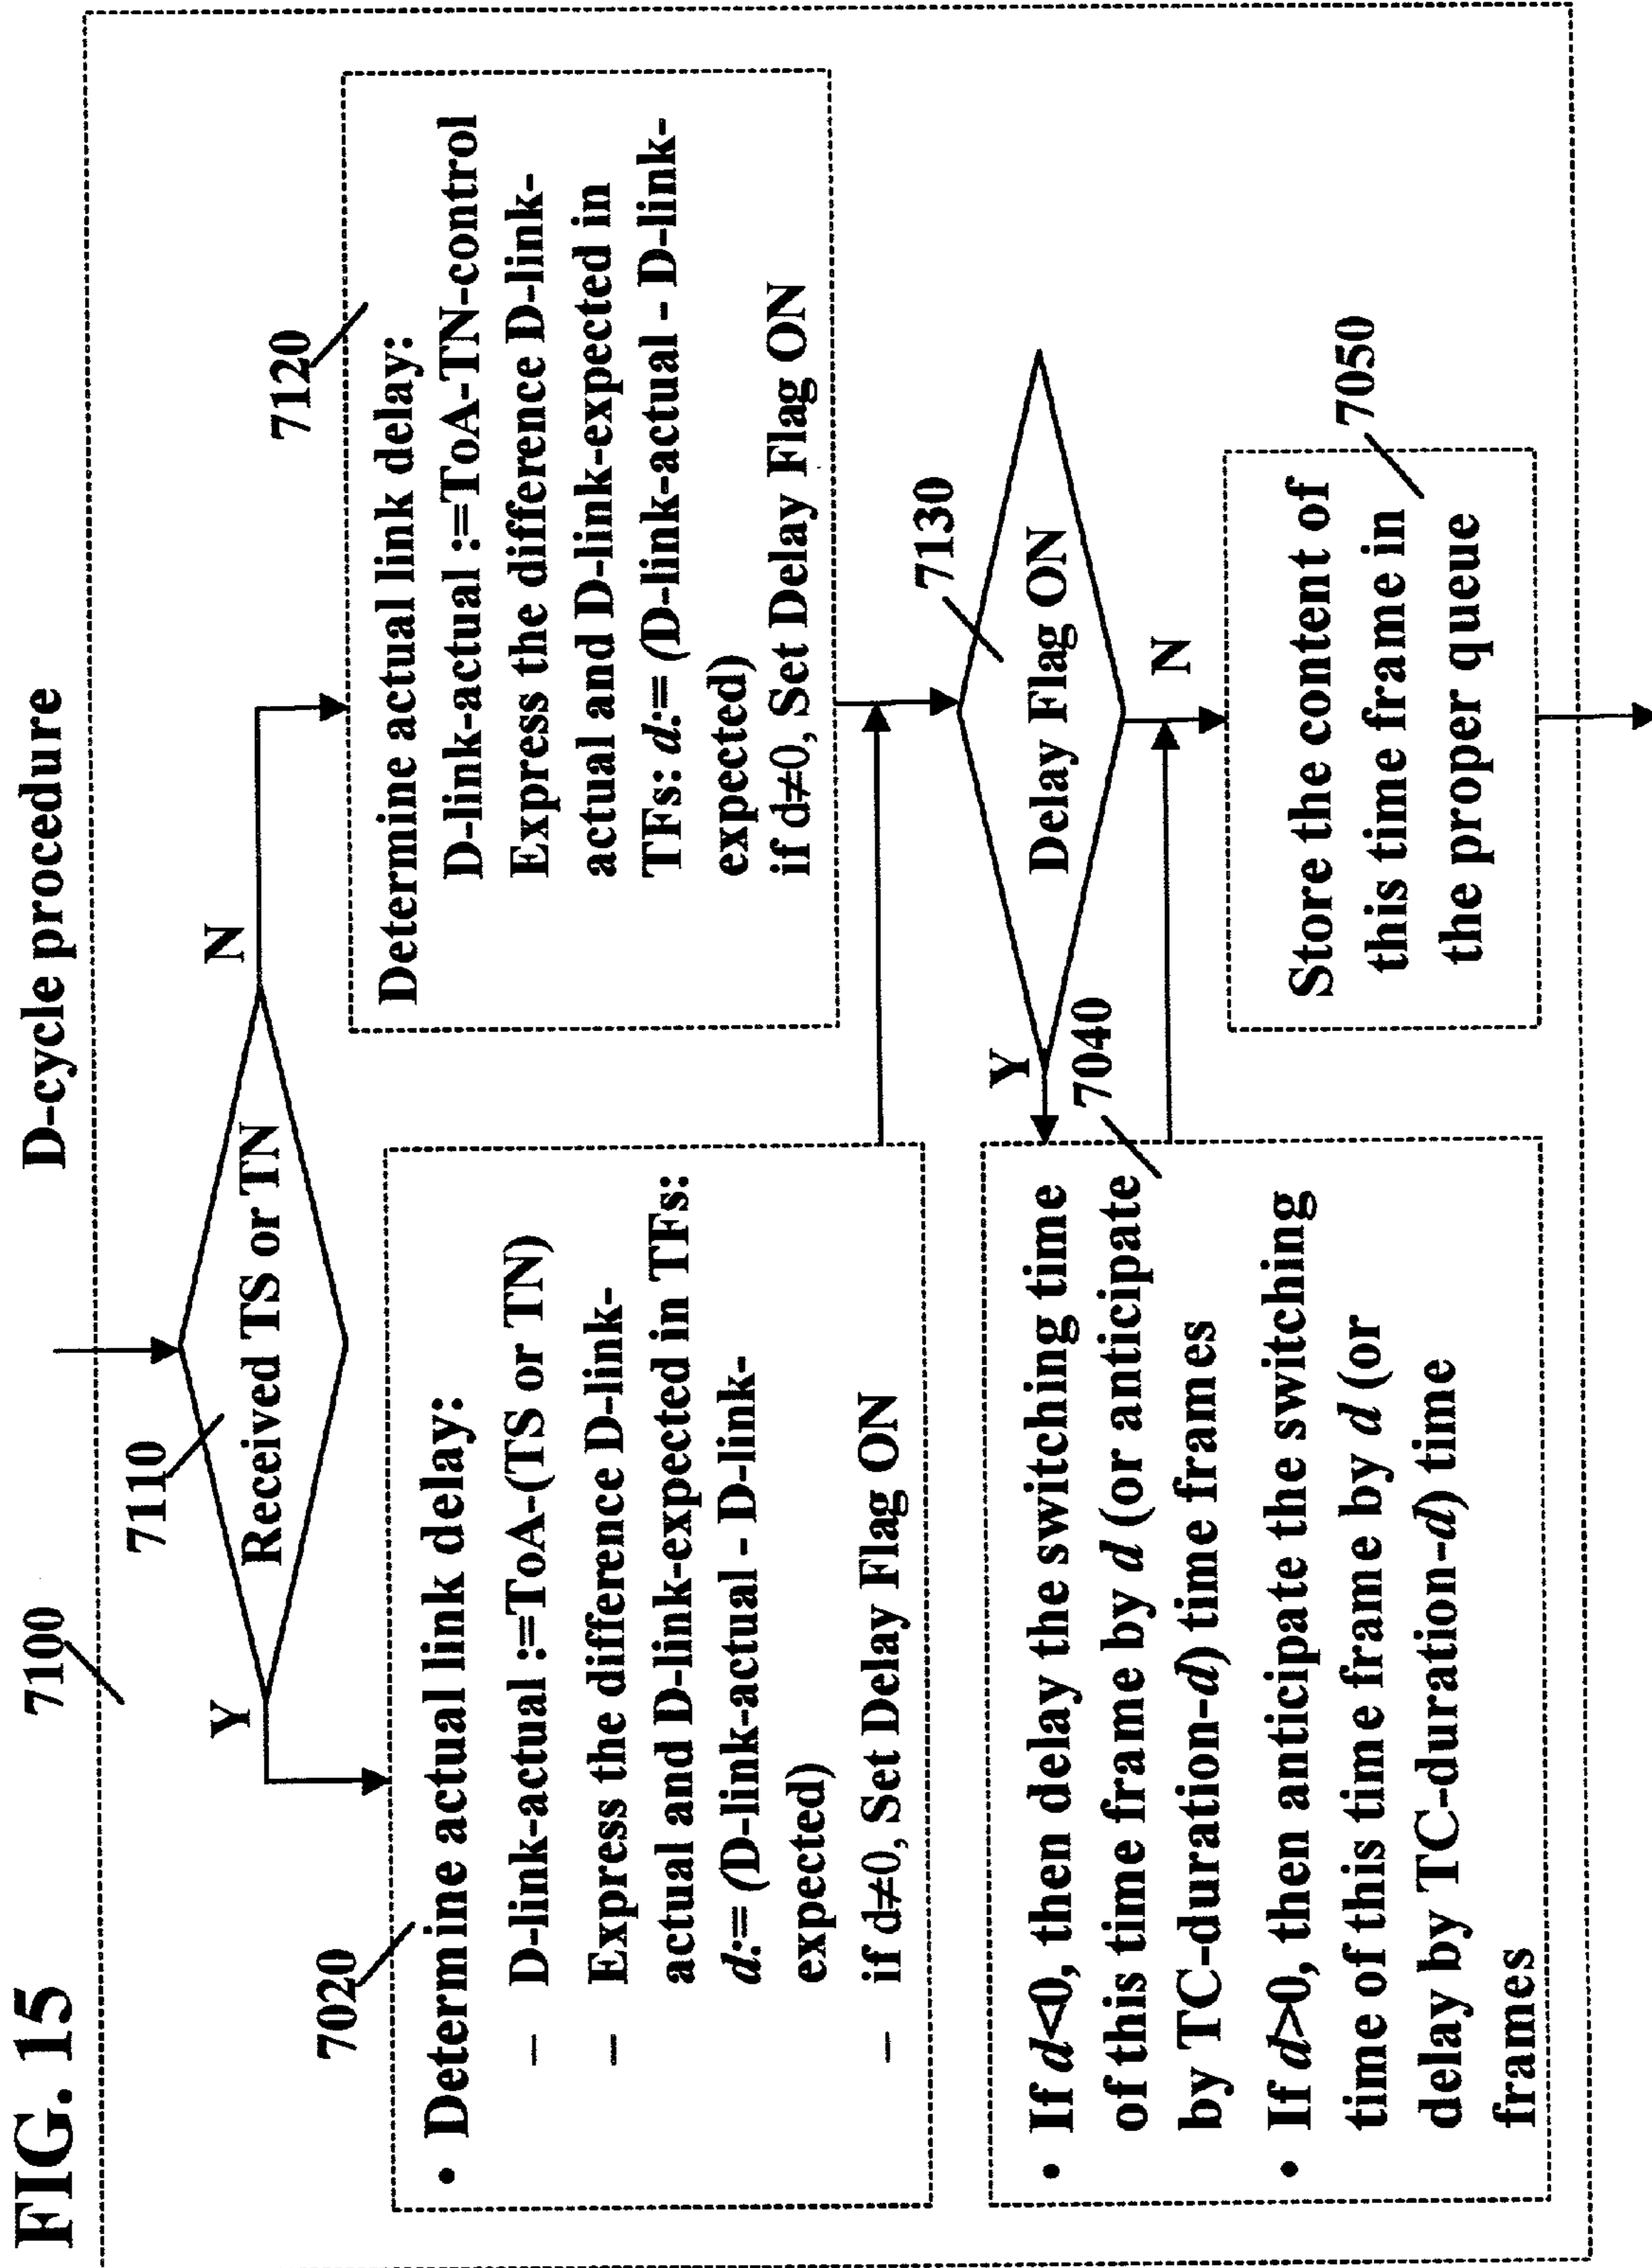 FIG. 15
D-cycle procedure
7100
7110
Received TS or TN
Y
N
7020
• Determine actual link delay:
– D-link-actual :=ToA-(TS or TN)
– Express the difference D-link-
actual and D-link-expected in TFs:
d:= (D-link-actual - D-link-
expected)
– if d≠0, Set Delay Flag ON
7120
Determine actual link delay:
D-link-actual :=ToA-TN-control
Express the difference D-link-
actual and D-link-expected in
TFs: d:= (D-link-actual - D-link-
expected)
if d≠0, Set Delay Flag ON
7130
Delay Flag ON
Y
N
7040
• If d<0, then delay the switching time
of this time frame by d (or anticipate
by TC-duration-d) time frames
• If d>0, then anticipate the switching
time of this time frame by d (or
delay by TC-duration-d) time
frames
7050
Store the content of
this time frame in
the proper queue